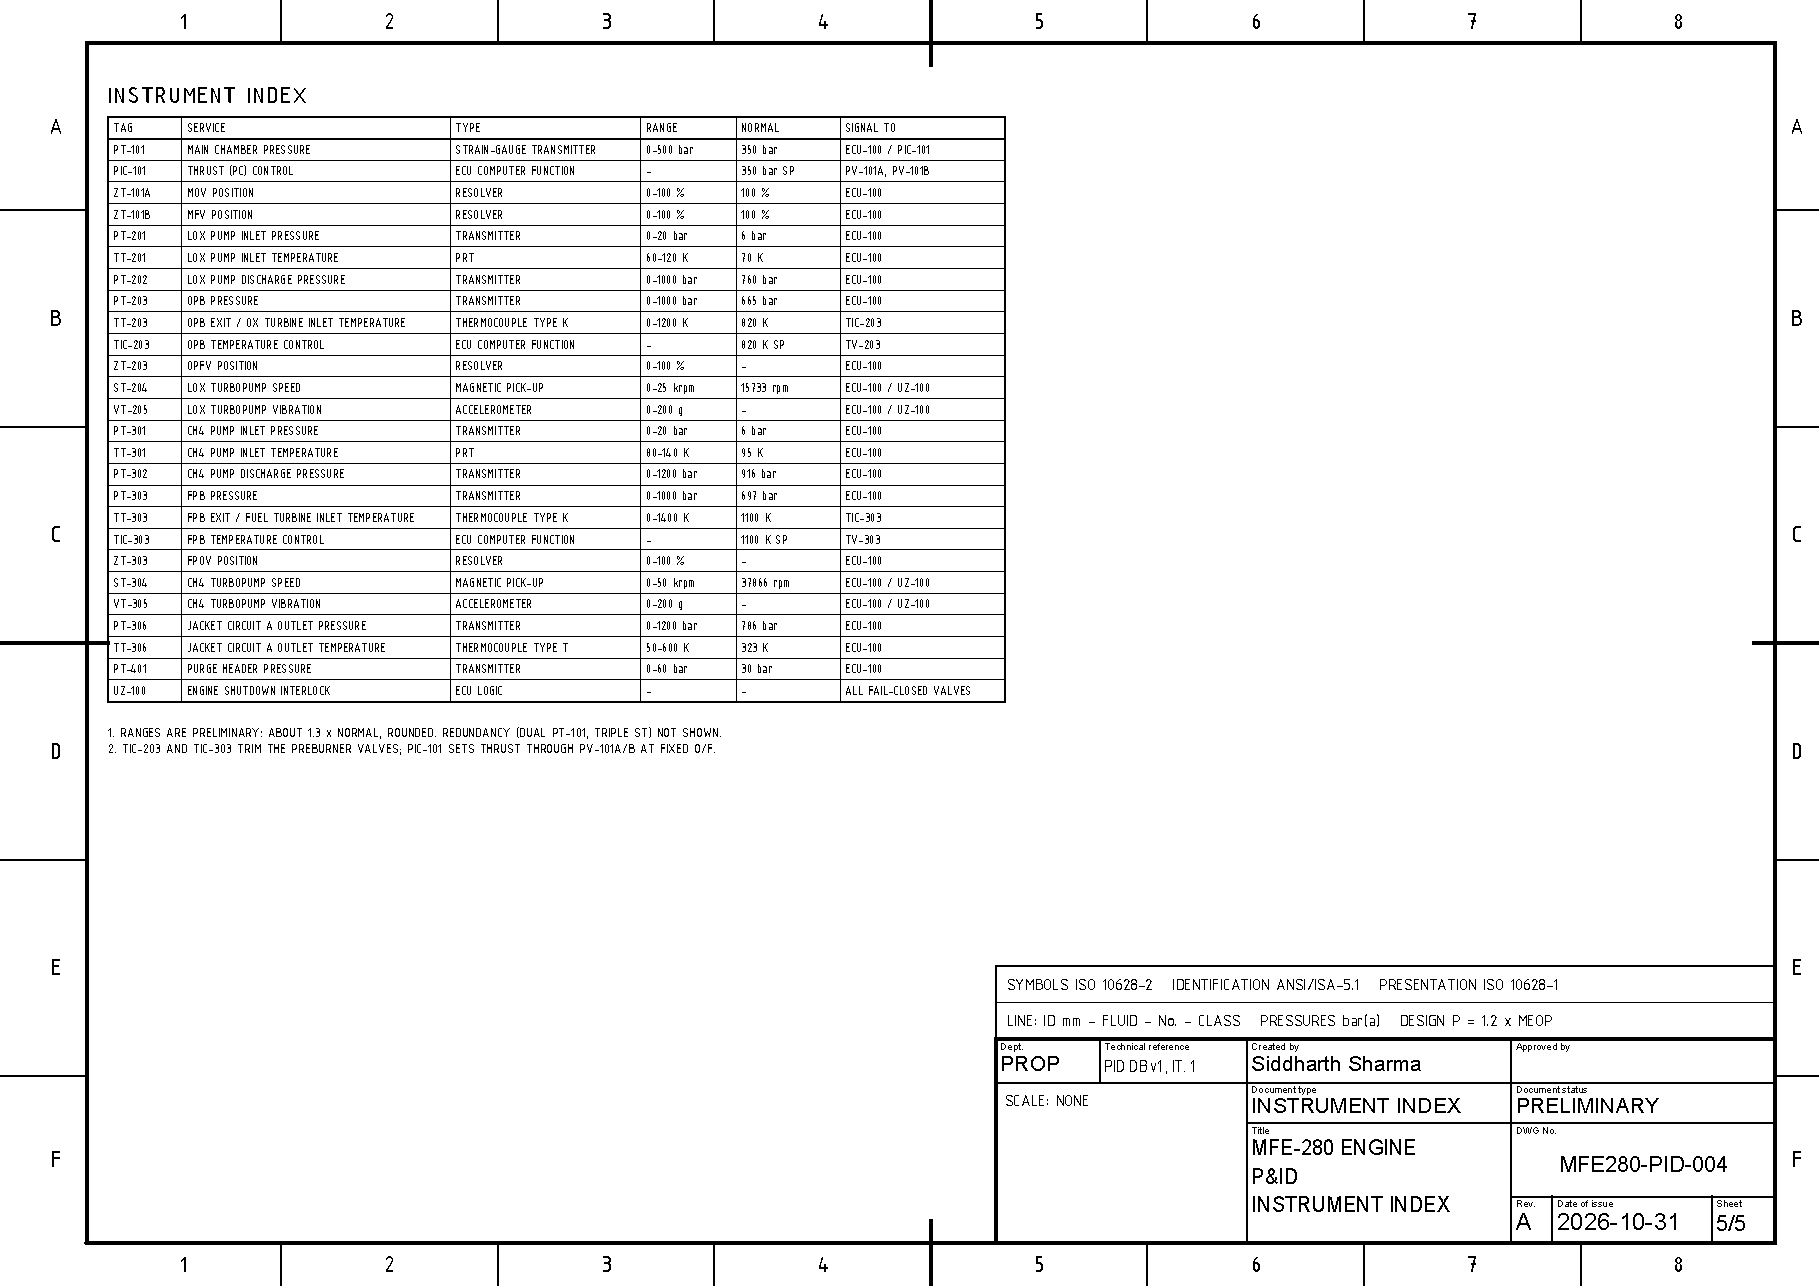 1 2 3 4 5 6 7 8
A A
B B
C C
D D
E E
F F
INSTRUMENT INDEX
TAG SERVICE TYPE RANGE NORMAL SIGNAL TO
PT-101 MAIN CHAMBER PRESSURE STRAIN-GAUGE TRANSMITTER 0-500 bar 350 bar ECU-100 / PIC-101
PIC-101 THRUST (PC) CONTROL ECU COMPUTER FUNCTION - 350 bar SP PV-101A, PV-101B
ZT-101A MOV POSITION RESOLVER 0-100 % 100 % ECU-100
ZT-101B MFV POSITION RESOLVER 0-100 % 100 % ECU-100
PT-201 LOX PUMP INLET PRESSURE TRANSMITTER 0-20 bar 6 bar ECU-100
TT-201 LOX PUMP INLET TEMPERATURE PRT 60-120 K 70 K ECU-100
PT-202 LOX PUMP DISCHARGE PRESSURE TRANSMITTER 0-1000 bar 760 bar ECU-100
PT-203 OPB PRESSURE TRANSMITTER 0-1000 bar 665 bar ECU-100
TT-203 OPB EXIT / OX TURBINE INLET TEMPERATURE THERMOCOUPLE TYPE K 0-1200 K 820 K TIC-203
TIC-203 OPB TEMPERATURE CONTROL ECU COMPUTER FUNCTION - 820 K SP TV-203
ZT-203 OPFV POSITION RESOLVER 0-100 % - ECU-100
ST-204 LOX TURBOPUMP SPEED MAGNETIC PICK-UP 0-25 krpm 15733 rpm ECU-100 / UZ-100
VT-205 LOX TURBOPUMP VIBRATION ACCELEROMETER 0-200 g - ECU-100 / UZ-100
PT-301 CH4 PUMP INLET PRESSURE TRANSMITTER 0-20 bar 6 bar ECU-100
TT-301 CH4 PUMP INLET TEMPERATURE PRT 80-140 K 95 K ECU-100
PT-302 CH4 PUMP DISCHARGE PRESSURE TRANSMITTER 0-1200 bar 916 bar ECU-100
PT-303 FPB PRESSURE TRANSMITTER 0-1000 bar 697 bar ECU-100
TT-303 FPB EXIT / FUEL TURBINE INLET TEMPERATURE THERMOCOUPLE TYPE K 0-1400 K 1100 K TIC-303
TIC-303 FPB TEMPERATURE CONTROL ECU COMPUTER FUNCTION - 1100 K SP TV-303
ZT-303 FPOV POSITION RESOLVER 0-100 % - ECU-100
ST-304 CH4 TURBOPUMP SPEED MAGNETIC PICK-UP 0-50 krpm 37866 rpm ECU-100 / UZ-100
VT-305 CH4 TURBOPUMP VIBRATION ACCELEROMETER 0-200 g - ECU-100 / UZ-100
PT-306 JACKET CIRCUIT A OUTLET PRESSURE TRANSMITTER 0-1200 bar 786 bar ECU-100
TT-306 JACKET CIRCUIT A OUTLET TEMPERATURE THERMOCOUPLE TYPE T 50-600 K 323 K ECU-100
PT-401 PURGE HEADER PRESSURE TRANSMITTER 0-60 bar 30 bar ECU-100
UZ-100 ENGINE SHUTDOWN INTERLOCK ECU LOGIC - - ALL FAIL-CLOSED VALVES
1. RANGES ARE PRELIMINARY: ABOUT 1.3 x NORMAL, ROUNDED. REDUNDANCY (DUAL PT-101, TRIPLE ST) NOT SHOWN.
2. TIC-203 AND TIC-303 TRIM THE PREBURNER VALVES; PIC-101 SETS THRUST THROUGH PV-101A/B AT FIXED O/F.
SYMBOLS ISO 10628-2 IDENTIFICATION ANSI/ISA-5.1 PRESENTATION ISO 10628-1
LINE: ID mm - FLUID - No. - CLASS PRESSURES bar(a) DESIGN P = 1.2 x MEOP
Dept. Technical reference Created by Approved by
PROP PID DB v1, IT. 1 Siddharth Sharma
SCALE: NONE
Document type Document status
INSTRUMENT INDEX PRELIMINARY
Title DWG No.
MFE-280 ENGINE
P&ID
INSTRUMENT INDEX
MFE280-PID-004
Rev. Date of issue Sheet
A 2026-10-31 5/5
1 2 3 4 5 6 7 8